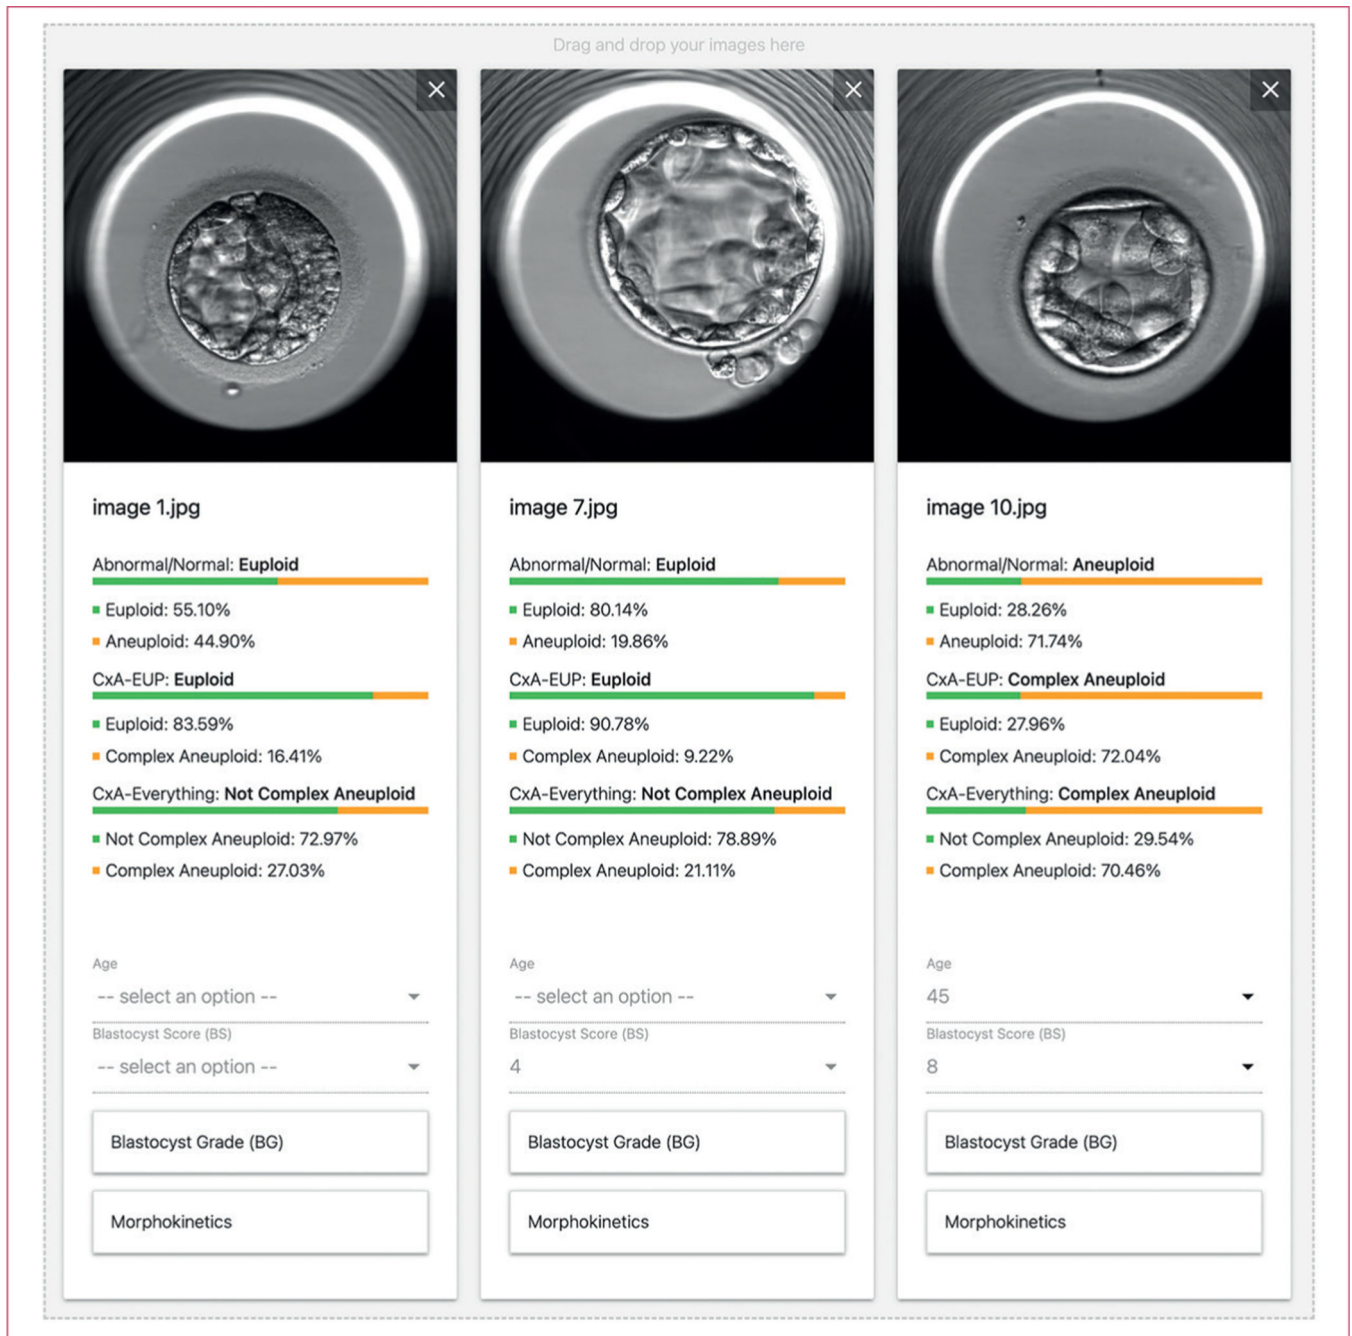 Drag and drop your images here
image 1.jpg
Abnormal/Normal: Euploid
Euploid: 55.10%
Aneuploid: 44.90%
CxA-EUP: Euploid
Euploid: 83.59%
Complex Aneuploid: 16.41%
CxA-Everything: Not Complex Aneuploid
Not Complex Aneuploid: 72.97%
Complex Aneuploid: 27.03%
Age
-- select an option --
Blastocyst Score (BS)
-- select an option --
Blastocyst Grade (BG)
Morphokinetics
image 7.jpg
Abnormal/Normal: Euploid
Euploid: 80.14%
Aneuploid: 19.86%
CxA-EUP: Euploid
Euploid: 90.78%
Complex Aneuploid: 9.22%
CxA-Everything: Not Complex Aneuploid
Not Complex Aneuploid: 78.89%
Complex Aneuploid: 21.11%
Age
-- select an option --
Blastocyst Score (BS)
4
Blastocyst Grade (BG)
Morphokinetics
image 10.jpg
Abnormal/Normal: Aneuploid
Euploid: 28.26%
Aneuploid: 71.74%
CxA-EUP: Complex Aneuploid
Euploid: 27.96%
Complex Aneuploid: 72.04%
CxA-Everything: Complex Aneuploid
Not Complex Aneuploid: 29.54%
Complex Aneuploid: 70.46%
Age
45
Blastocyst Score (BS)
8
Blastocyst Grade (BG)
Morphokinetics